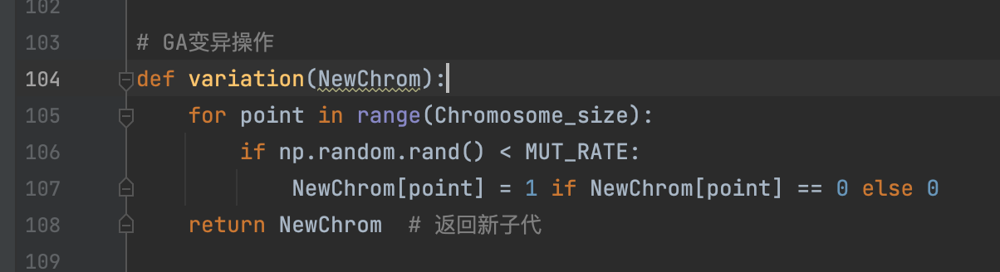 102
103 # GA变异操作
104 def variation(NewChrom):
105     for point in range(Chromosome_size):
106         if np.random.rand() < MUT_RATE:
107             NewChrom[point] = 1 if NewChrom[point] == 0 else 0
108     return NewChrom  # 返回新子代
109